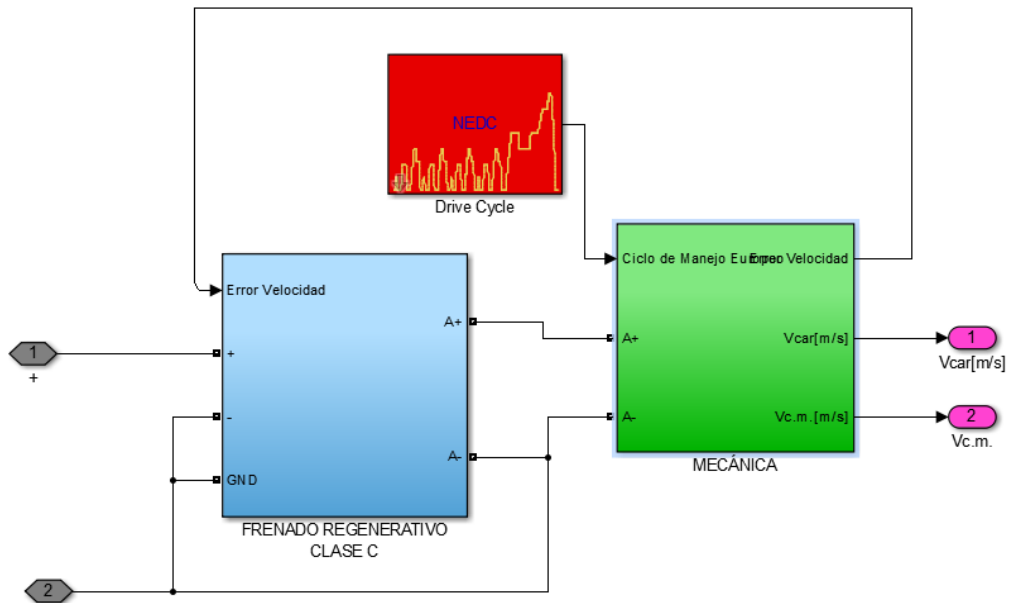 NEDC
Drive Cycle
Error Velocidad
+
-
GND
A+
A-
FRENADO REGENERATIVO
CLASE C
Ciclo de Manejo Europeo
Error Velocidad
A+
A-
Vcar[m/s]
Vc.m.[m/s]
MECÁNICA
1
+
2
1
Vcar[m/s]
2
Vc.m.